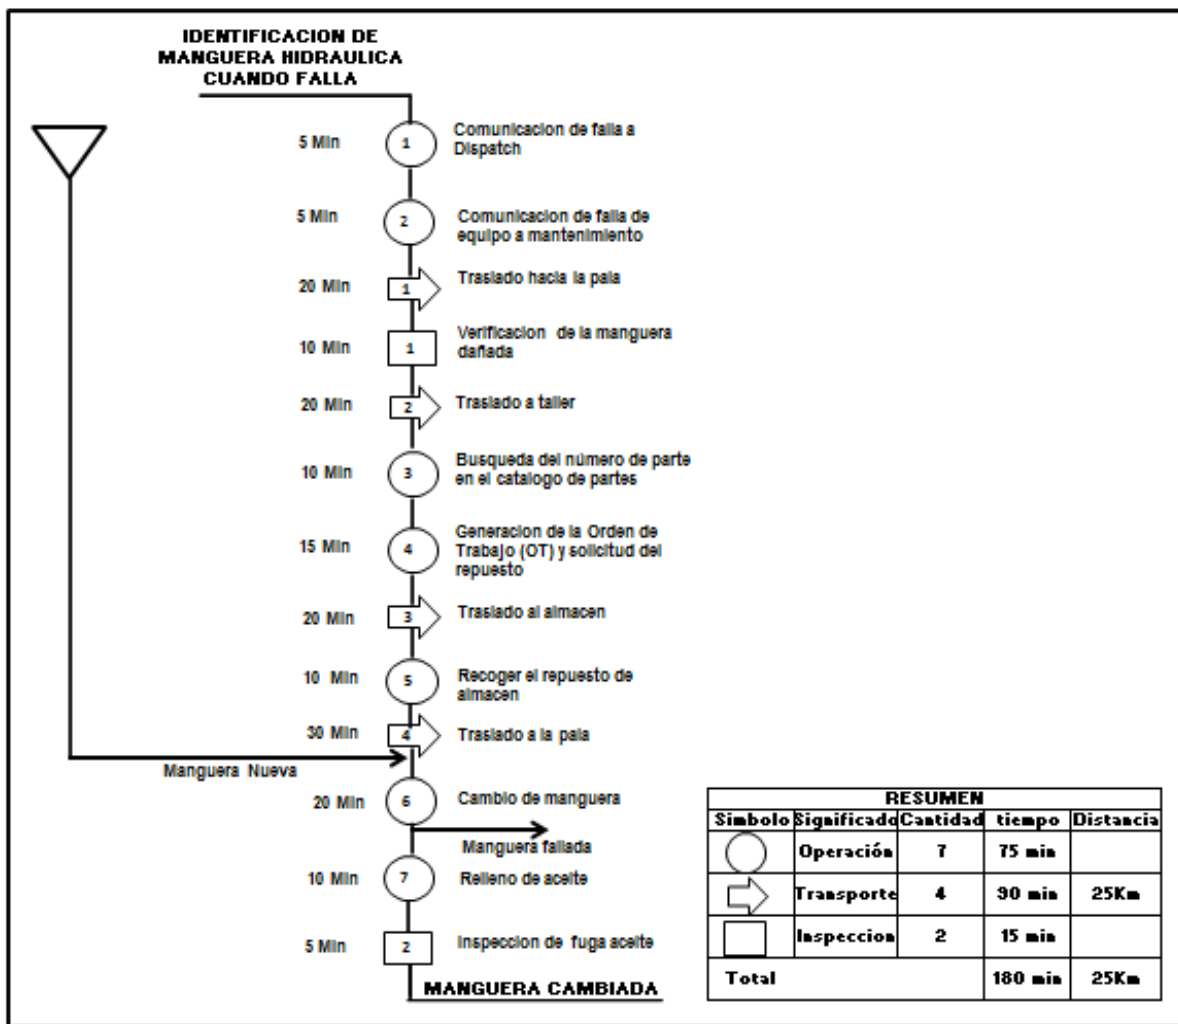 IDENTIFICACION DE
MANGUERA HIDRAULICA
CUANDO FALLA
5 Min
1
Comunicacion de falla a
Dispatch
5 Min
2
Comunicacion de falla de
equipo a mantenimiento
20 Min
1
Traslado hacia la pala
10 Min
1
Verificacion de la manguera
dañada
20 Min
2
Traslado a taller
10 Min
3
Busqueda del número de parte
en el catalogo de partes
15 Min
4
Generacion de la Orden de
Trabajo (OT) y solicitud del
repuesto
20 Min
3
Traslado al almacen
10 Min
5
Recoger el repuesto de
almacen
30 Min
4
Traslado a la pala
Manguera Nueva
20 Min
6
Cambio de manguera
Manguera fallada
10 Min
7
Relleno de aceite
5 Min
2
Inspeccion de fuga aceite
MANGUERA CAMBIADA
RESUMEN
Simbolo Significado Cantidad tiempo Distancia
Operación 7 75 min
Transporte 4 90 min 25Km
Inspeccion 2 15 min
Total 180 min 25Km